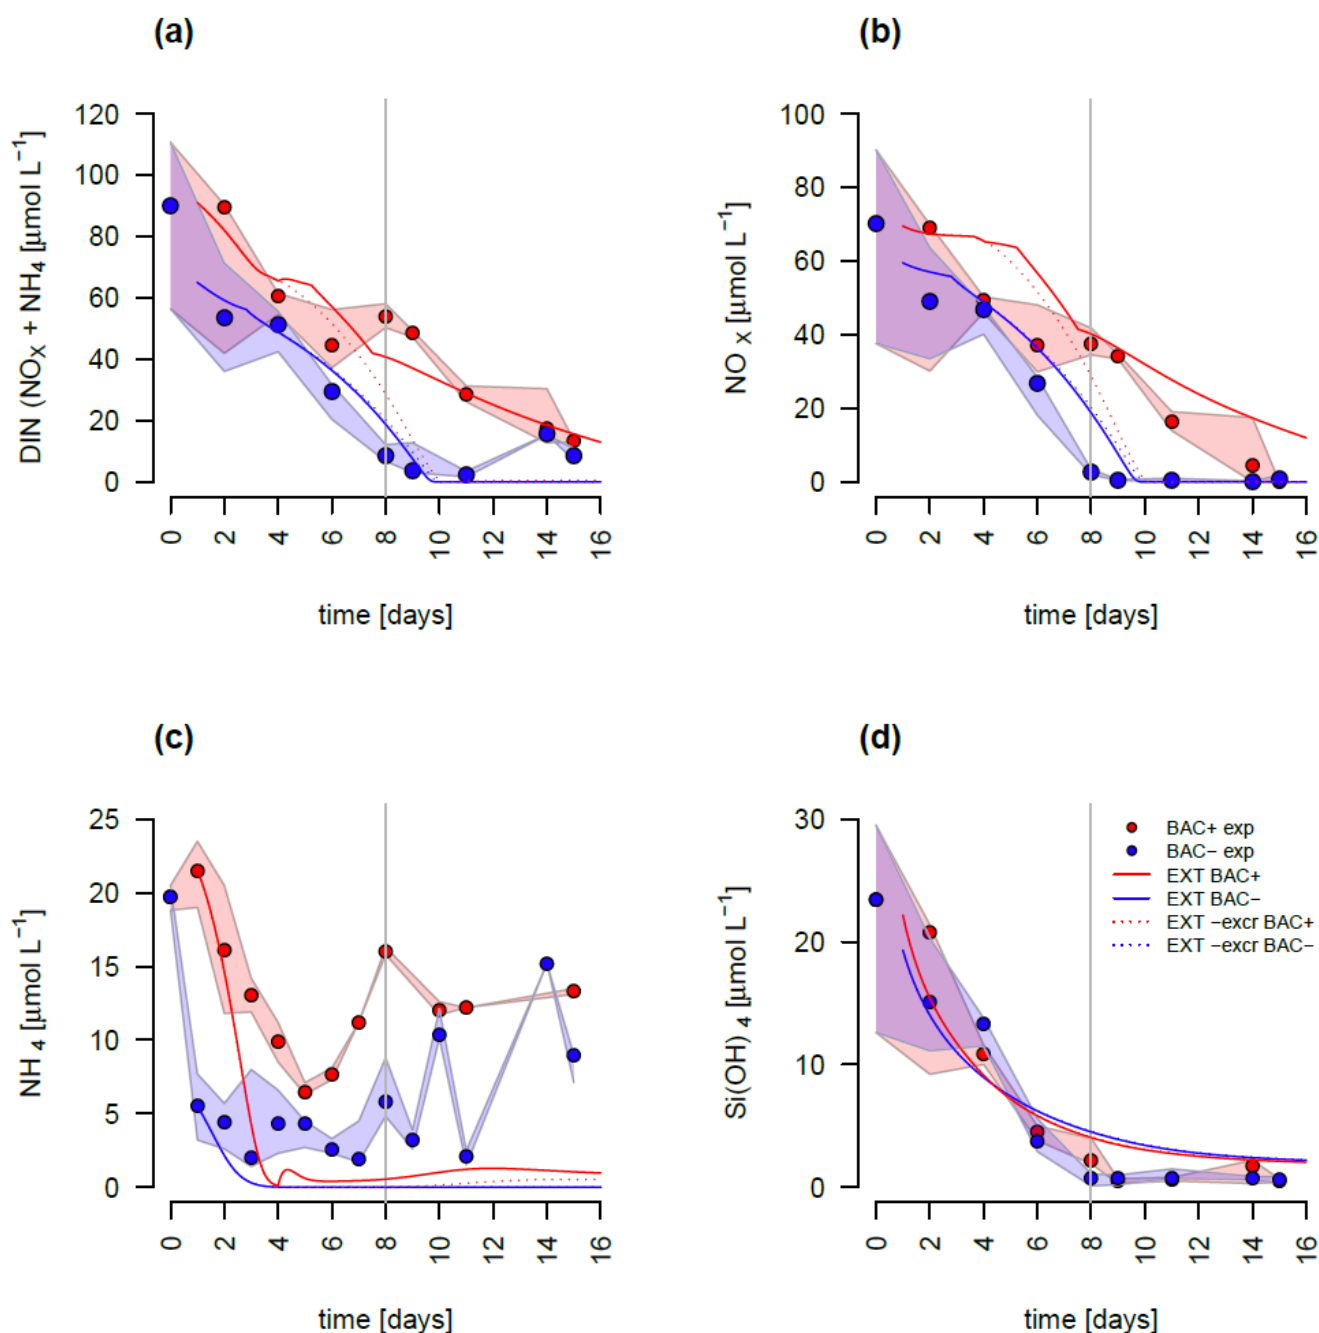 (a)
DIN (NOX + NH4 [µmol L−1]
120
100
80
60
40
20
0
0 2 4 6 8 10 12 14 16
time [days]
(b)
NO X [µmol L−1]
100
80
60
40
20
0
0 2 4 6 8 10 12 14 16
time [days]
(c)
NH 4 [µmol L−1]
25
20
15
10
5
0
0 2 4 6 8 10 12 14 16
time [days]
(d)
Si(OH) 4 [µmol L−1]
30
20
10
0
BAC+ exp
BAC− exp
EXT BAC+
EXT BAC−
EXT −excr BAC+
EXT −excr BAC−
0 2 4 6 8 10 12 14 16
time [days]